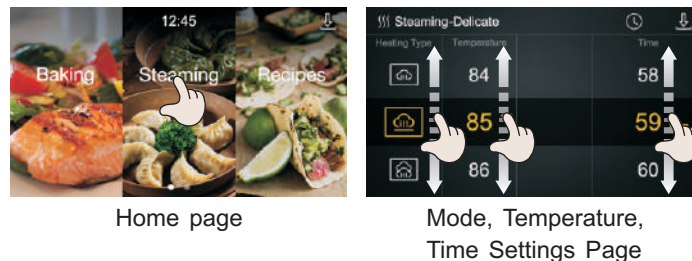 12:45
Baking
Steaming
Recipes
Home page
Steaming-Delicate
Heeting Type
Temperature
Time
84
58
85
59
86
60
Mode, Temperature,
Time Settings Page